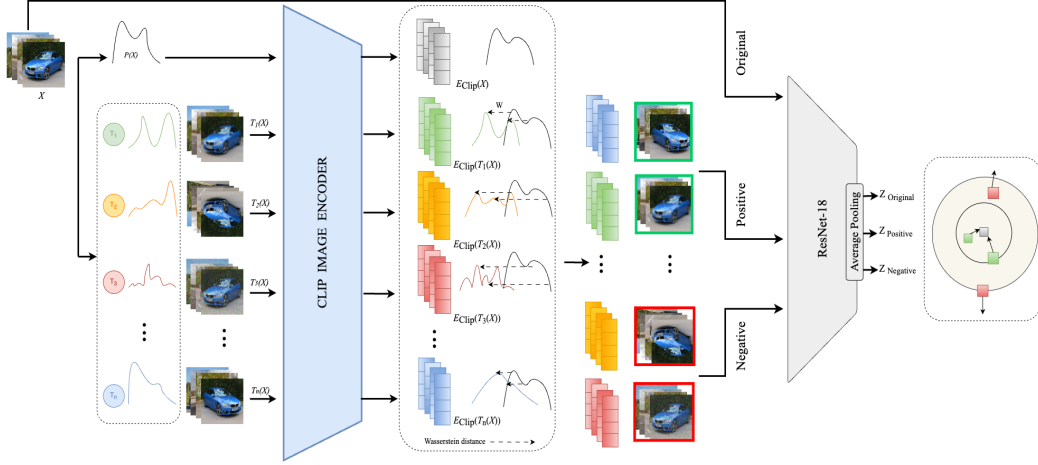 X
P(X)
T1
T2
T3
Tn
T1(X)
T2(X)
T3(X)
Tn(X)
CLIP IMAGE ENCODER
EClip(X)
W
EClip(T1(X))
EClip(T2(X))
EClip(T3(X))
EClip(Tn(X))
Wasserstein distance
Original
Positive
Negative
ResNet-18
Average Pooling
Z Original
Z Positive
Z Negative